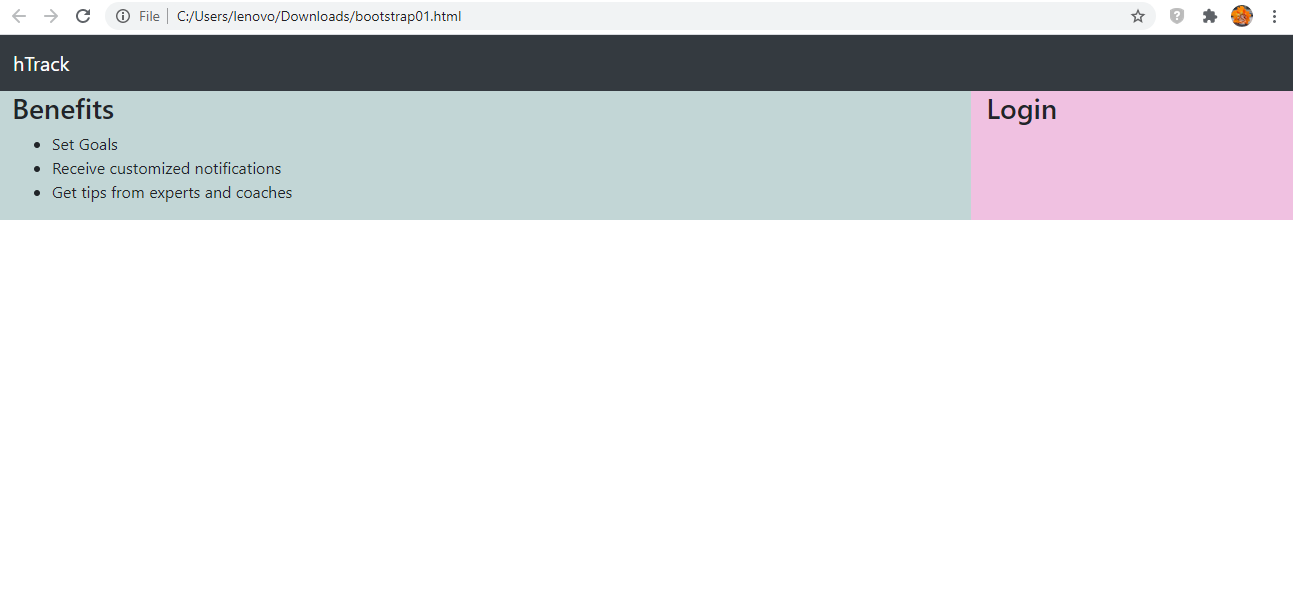 File C:/Users/lenovo/Downloads/bootstrap01.html
hTrack
Benefits
Set Goals
Receive customized notifications
Get tips from experts and coaches
Login